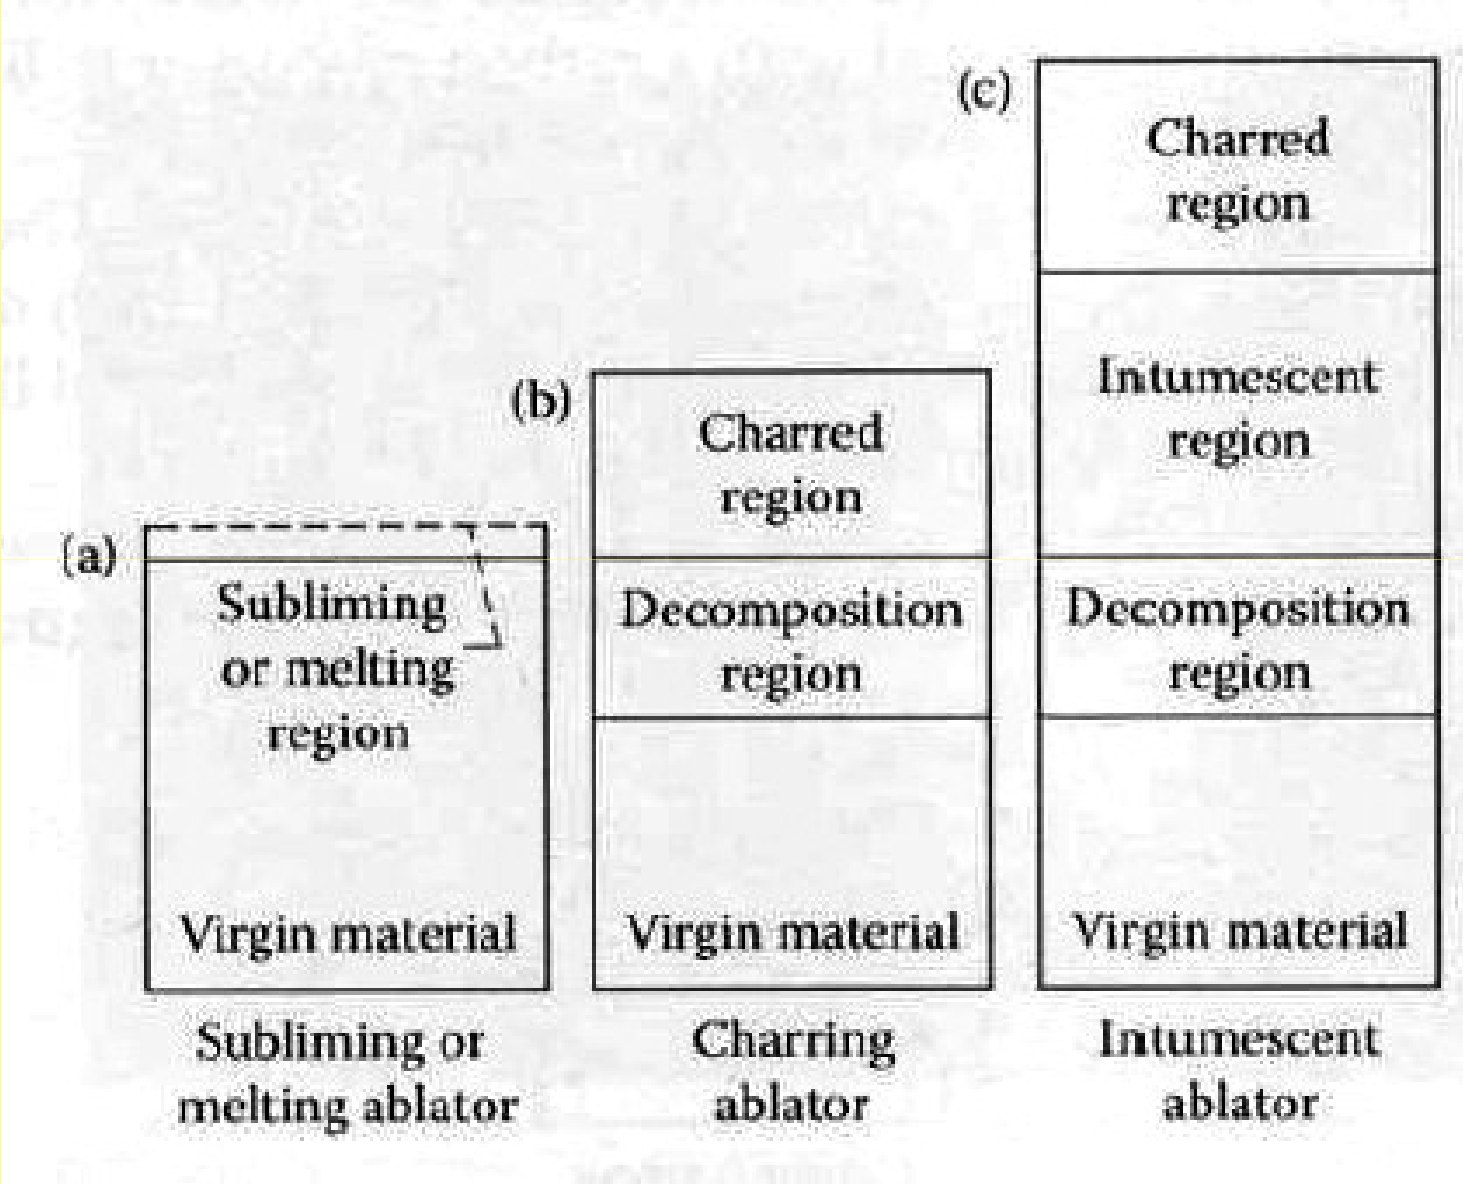 (a)
Subliming
or melting
region
Virgin material
Subliming or
melting ablator
(b)
Charred
region
Decomposition
region
Virgin material
Charring
ablator
(c)
Charred
region
Intumescent
region
Decomposition
region
Virgin material
Intumescent
ablator